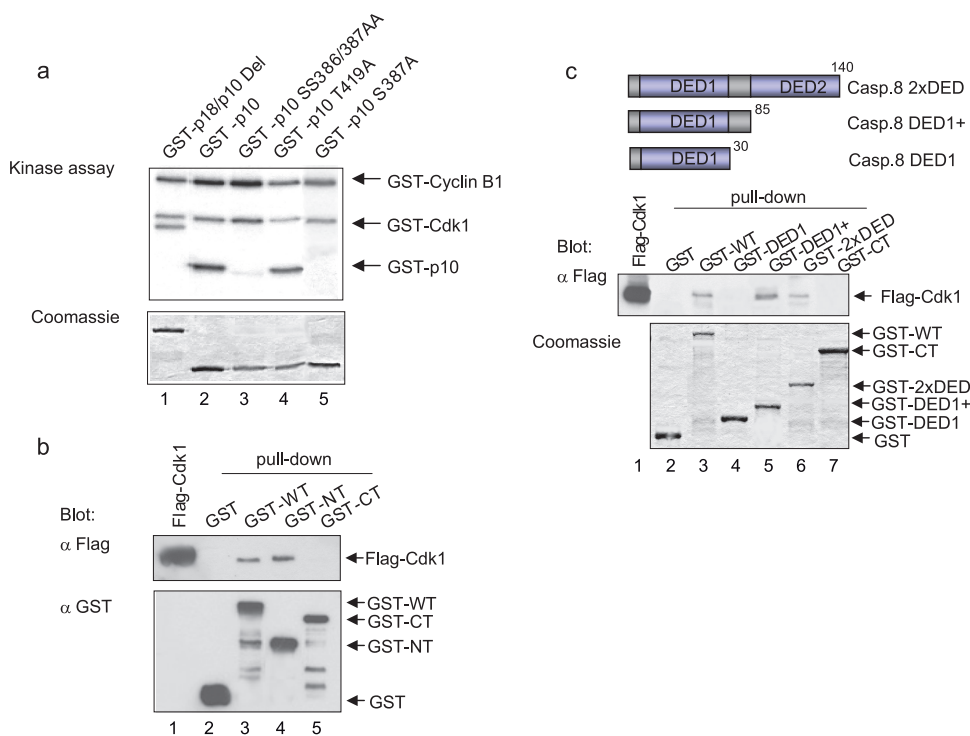 a
GST-p18/p10 Del
GST -p10
GST -p10 SS386/387AA
GST -p10 T419A
GST -p10 S387A
Kinase assay
GST-Cyclin B1
GST-Cdk1
GST-p10
Coomassie
1 2 3 4 5
b
Flag-Cdk1
pull-down
GST
GST-WT
GST-NT
GST-CT
Blot:
α Flag
Flag-Cdk1
α GST
GST-WT
GST-CT
GST-NT
GST
1 2 3 4 5
c
140
DED1 DED2 Casp.8 2xDED
85
DED1 Casp.8 DED1+
30
DED1 Casp.8 DED1
Flag-Cdk1
pull-down
GST
GST-WT
GST-DED1
GST-DED1+
GST-2xDED
GST-CT
Blot:
α Flag
Flag-Cdk1
Coomassie
GST-WT
GST-CT
GST-2xDED
GST-DED1+
GST-DED1
GST
1 2 3 4 5 6 7